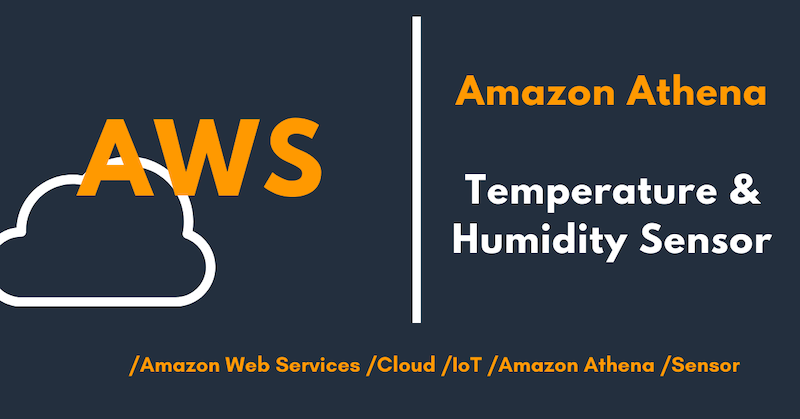 AWS
Amazon Athena
Temperature &
Humidity Sensor
/Amazon Web Services /Cloud /IoT /Amazon Athena /Sensor